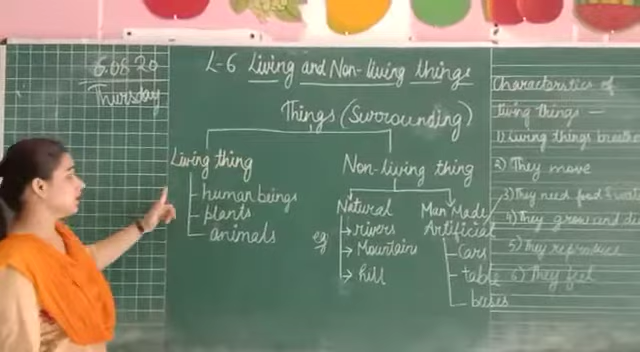 6.08.20
Thursday
L-6 Living and Non-living things
Things (Surrounding)
Living thing
human beings
plants
animals
Non-living thing
Natural
eg
rivers
Mountains
hill
Man Made
Artificial
Cars
table
buses
Characteristics of
living things —
1) Living things breathe
2) They move
3) They need food &
4) They grow and
5) They reproduce
6) They feel